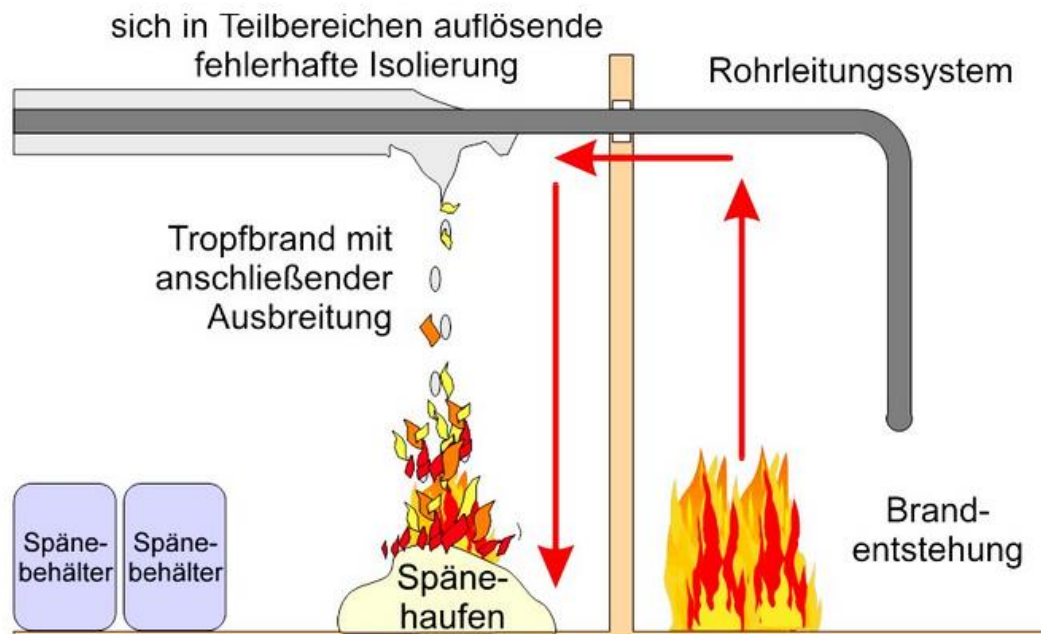 sich in Teilbereichen auflösende
fehlerhafte Isolierung
Rohrleitungssystem
Tropfbrand mit
anschließender
Ausbreitung
Späne-
behälter
Späne-
behälter
Späne-
haufen
Brand-
entstehung